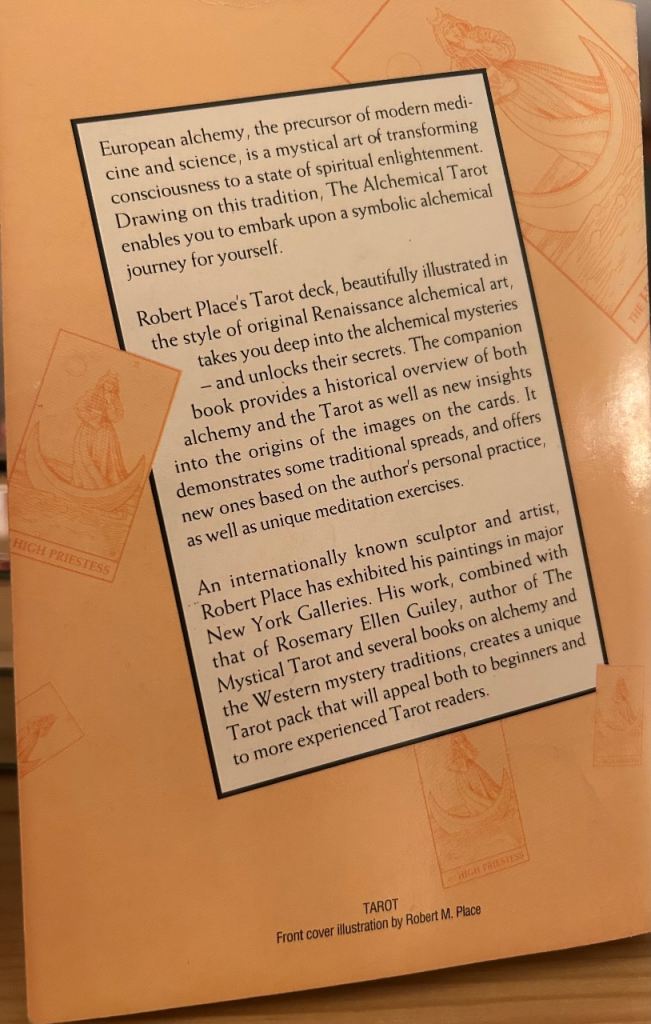 European alchemy, the precursor of modern medi-
cine and science, is a mystical art of transforming
consciousness to a state of spiritual enlightenment.
Drawing on this tradition, The Alchemical Tarot
enables you to embark upon a symbolic alchemical
journey for yourself.
Robert Place's Tarot deck, beautifully illustrated in
the style of original Renaissance alchemical art,
takes you deep into the alchemical mysteries
– and unlocks their secrets. The companion
book provides a historical overview of both
alchemy and the Tarot as well as new insights
into the origins of the images on the cards. It
demonstrates some traditional spreads, and offers
new ones based on the author's personal practice,
as well as unique meditation exercises.
An internationally known sculptor and artist,
Robert Place has exhibited his paintings in major
New York Galleries. His work, combined with
that of Rosemary Ellen Guiley, author of The
Mystical Tarot and several books on alchemy and
the Western mystery traditions, creates a unique
Tarot pack that will appeal both to beginners and
to more experienced Tarot readers.
HIGH PRIESTESS
HIGH PRIESTESS
TAROT
Front cover illustration by Robert M. Place